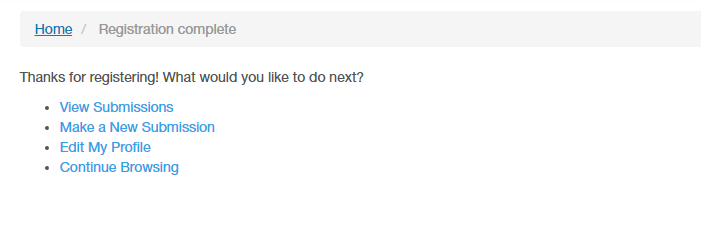 Home / Registration complete
Thanks for registering! What would you like to do next?
• View Submissions
• Make a New Submission
• Edit My Profile
• Continue Browsing